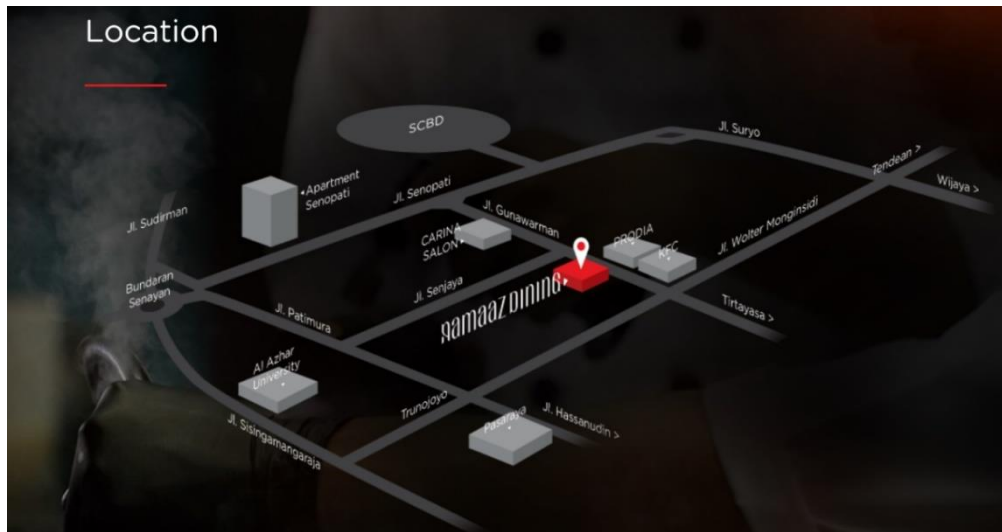 Location
SCBD
Jl. Suryo
Tendean >
Wijaya >
Apartment
Senopati
Jl. Senopati
Jl. Sudirman
Jl. Gunawarman
CARINA
SALON
PRODIA
KFC
Jl. Wolter Monginsidi
Bundaran
Senayan
Jl. Senjaya
NAMAAZ DINING
Tirtayasa >
Jl. Patimura
Al Azhar
University
Trunojoyo
Pasaraya
Jl. Hassanudin >
Jl. Sisingamangaraja